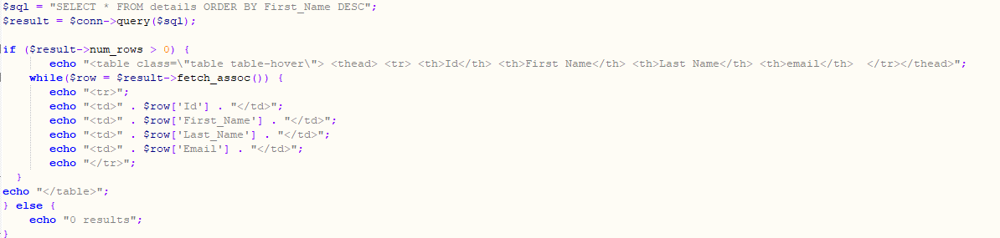 $sql = "SELECT * FROM details ORDER BY First_Name DESC";
$result = $conn->query($sql);
if ($result->num_rows > 0) {
echo "<table class=\"table table-hover\"> <thead> <tr> <th>Id</th> <th>First Name</th> <th>Last Name</th> <th>email</th>  </tr></thead>";
while($row = $result->fetch_assoc()) {
echo "<tr>";
echo "<td>" . $row['Id'] . "</td>";
echo "<td>" . $row['First_Name'] . "</td>";
echo "<td>" . $row['Last_Name'] . "</td>";
echo "<td>" . $row['Email'] . "</td>";
echo "</tr>";
}
echo "</table>";
} else {
echo "0 results";
}